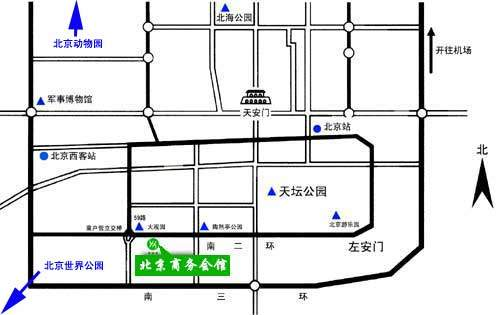 北海公园
北京动物园
开往机场
军事博物馆
天安门
北京站
北京西客站
北
天坛公园
59路
大观园
陶然亭公园
北京游乐园
南二环
左安门
北京商务会馆
北京世界公园
南三环